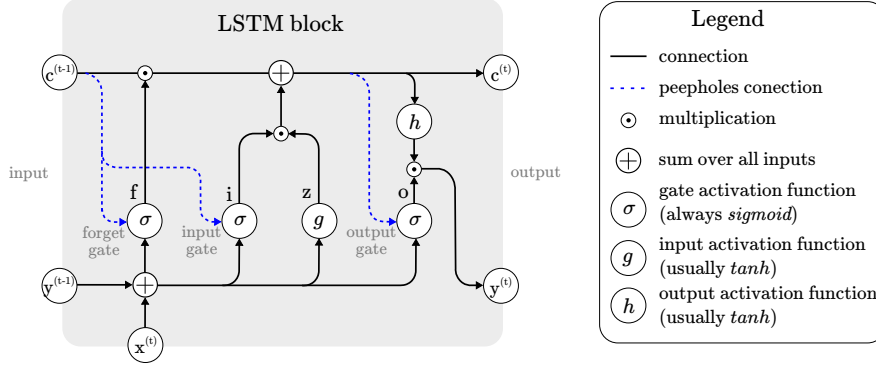 LSTM block
c(t-1)
c(t)
h
input
output
f
i
z
o
σ
σ
g
σ
forget
gate
input
gate
output
gate
y(t-1)
y(t)
x(t)
Legend
connection
peepholes conection
multiplication
sum over all inputs
σ
gate activation function
(always sigmoid)
g
input activation function
(usually tanh)
h
output activation function
(usually tanh)